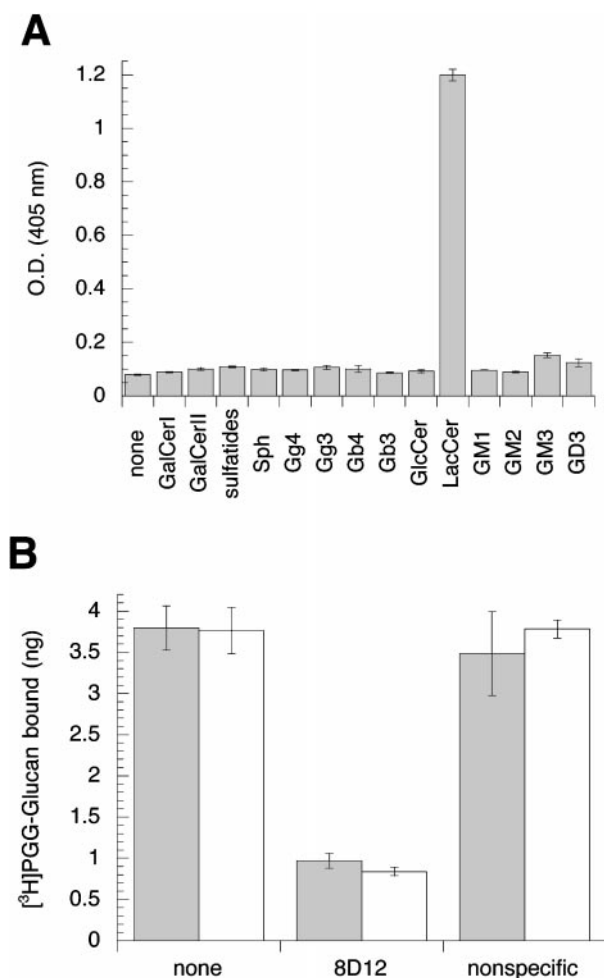 A
O.D. (405 nm)
1.2
1
0.8
0.6
0.4
0.2
0
none
GalCerI
GalCerII
sulfatides
Sph
Gg4
Gg3
Gb4
Gb3
GlcCer
LacCer
GM1
GM2
GM3
GD3
B
[³H]PGG-Glucan bound (ng)
4
3.5
3
2.5
2
1.5
1
0.5
0
none 8D12 nonspecific